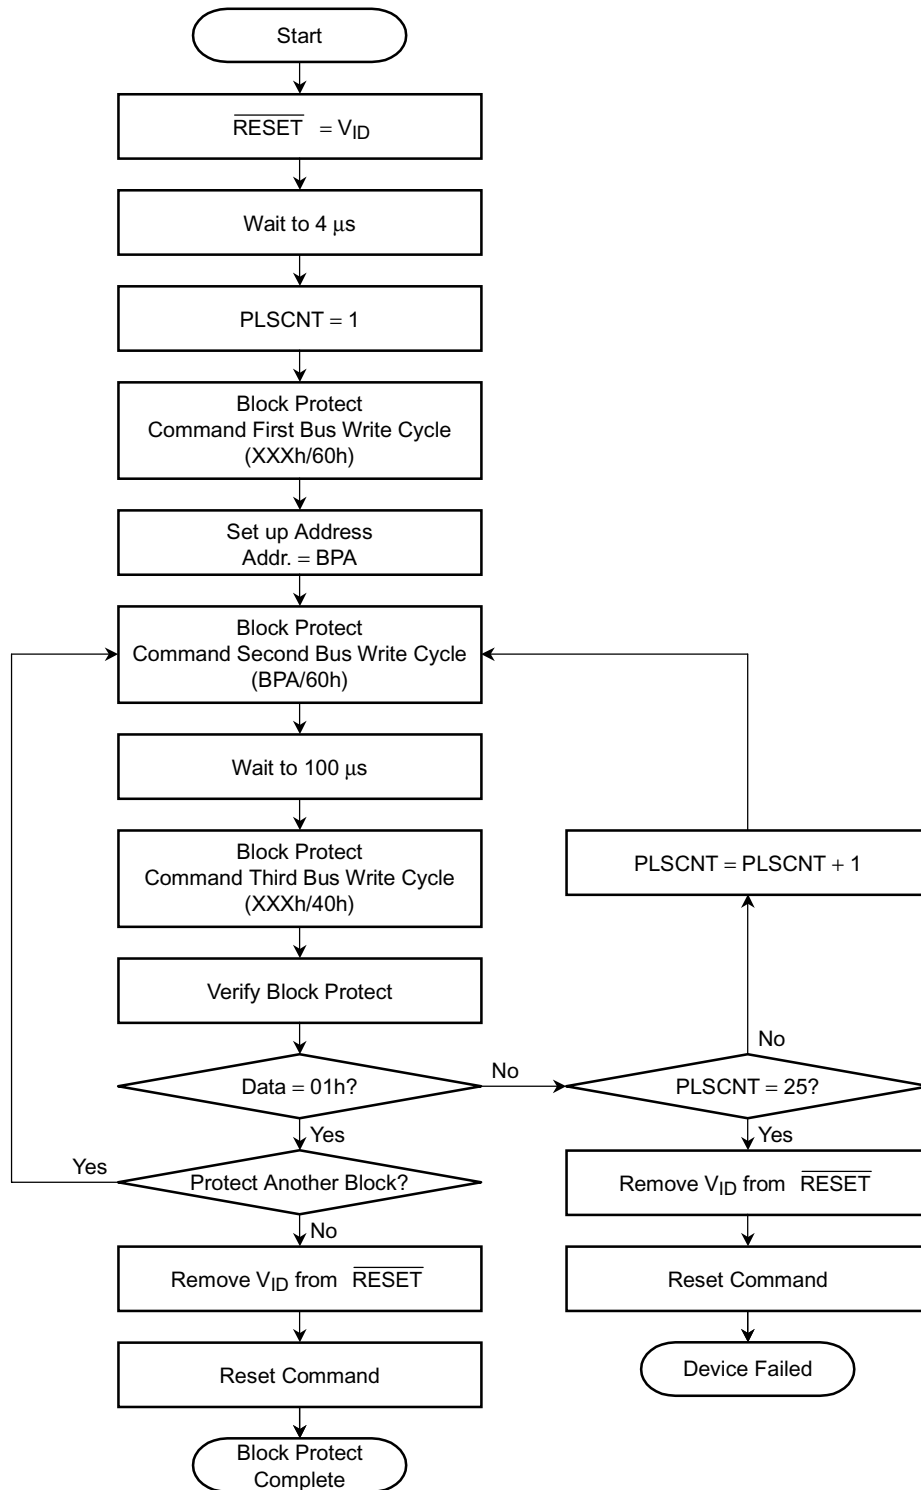 Start
RESET = VID
Wait to 4 μs
PLSCNT = 1
Block Protect
Command First Bus Write Cycle
(XXXh/60h)
Set up Address
Addr. = BPA
Block Protect
Command Second Bus Write Cycle
(BPA/60h)
Wait to 100 μs
Block Protect
Command Third Bus Write Cycle
(XXXh/40h)
PLSCNT = PLSCNT + 1
Verify Block Protect
Data = 01h?
No
PLSCNT = 25?
No
Yes
Yes
Protect Another Block?
Yes
No
Remove VID from RESET
Remove VID from RESET
Reset Command
Reset Command
Device Failed
Block Protect
Complete